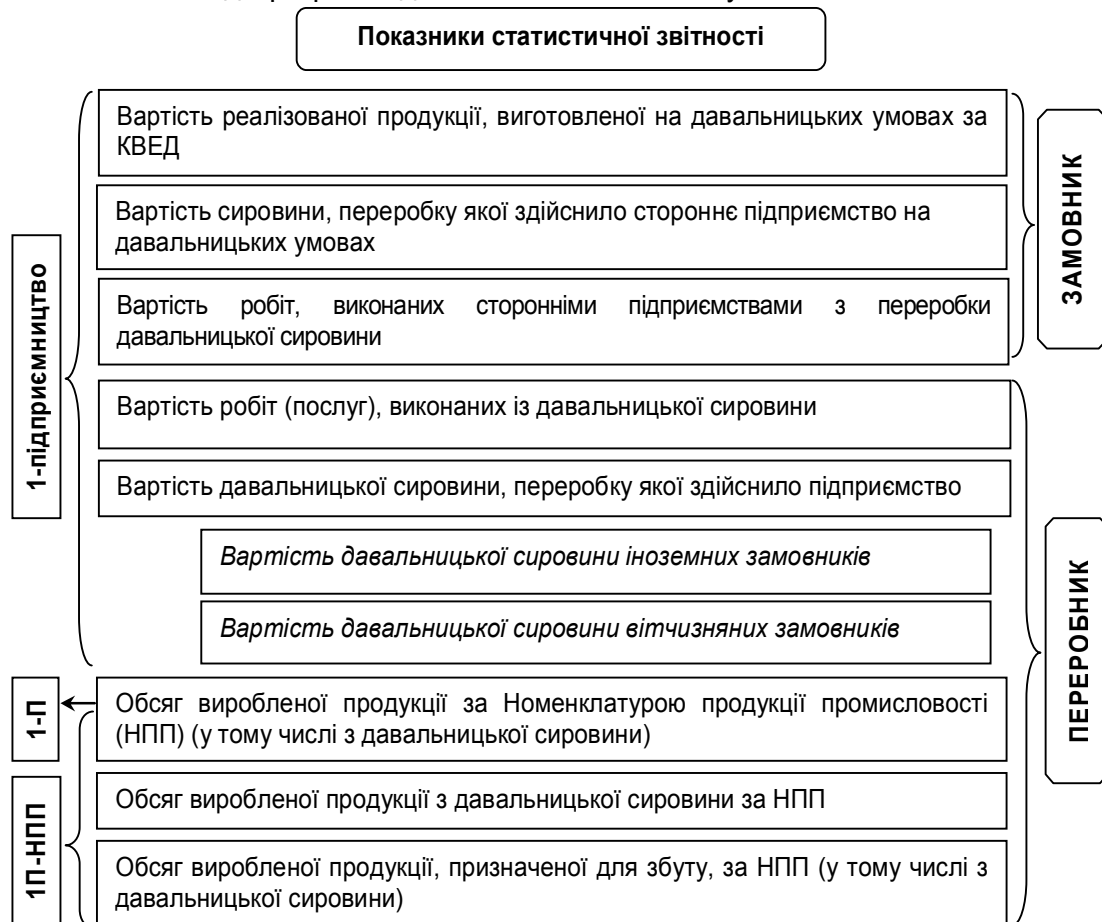 Показники статистичної звітності
Вартість реалізованої продукції, виготовленої на давальницьких умовах за
КВЕД
Вартість сировини, переробку якої здійснило стороннє підприємство на
давальницьких умовах
Вартість робіт, виконаних сторонніми підприємствами з переробки
давальницької сировини
ЗАМОВНИК
1-підприємництво
Вартість робіт (послуг), виконаних із давальницької сировини
Вартість давальницької сировини, переробку якої здійснило підприємство
Вартість давальницької сировини іноземних замовників
Вартість давальницької сировини вітчизняних замовників
ПЕРЕРОБНИК
1-П
Обсяг виробленої продукції за Номенклатурою продукції промисловості
(НПП) (у тому числі з давальницької сировини)
1П-НПП
Обсяг виробленої продукції з давальницької сировини за НПП
Обсяг виробленої продукції, призначеної для збуту, за НПП (у тому числі з
давальницької сировини)